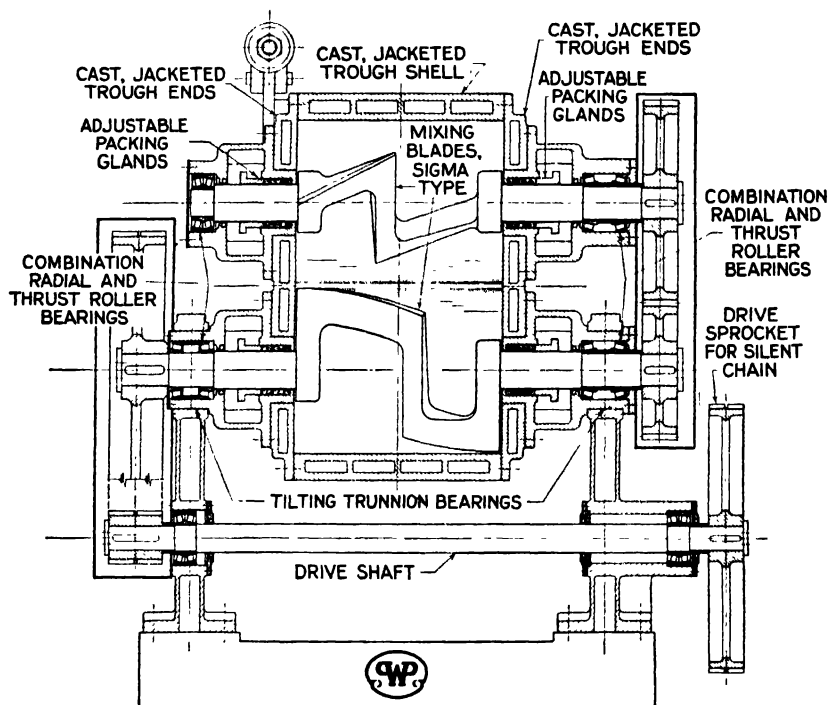 CAST, JACKETED
TROUGH ENDS
CAST, JACKETED
TROUGH SHELL
CAST, JACKETED
TROUGH ENDS
ADJUSTABLE
PACKING
GLANDS
MIXING
BLADES,
SIGMA
TYPE
ADJUSTABLE
PACKING
GLANDS
COMBINATION
RADIAL AND
THRUST ROLLER
BEARINGS
COMBINATION
RADIAL AND
THRUST
ROLLER
BEARINGS
DRIVE
SPROCKET
FOR SILENT
CHAIN
TILTING TRUNNION BEARINGS
DRIVE SHAFT